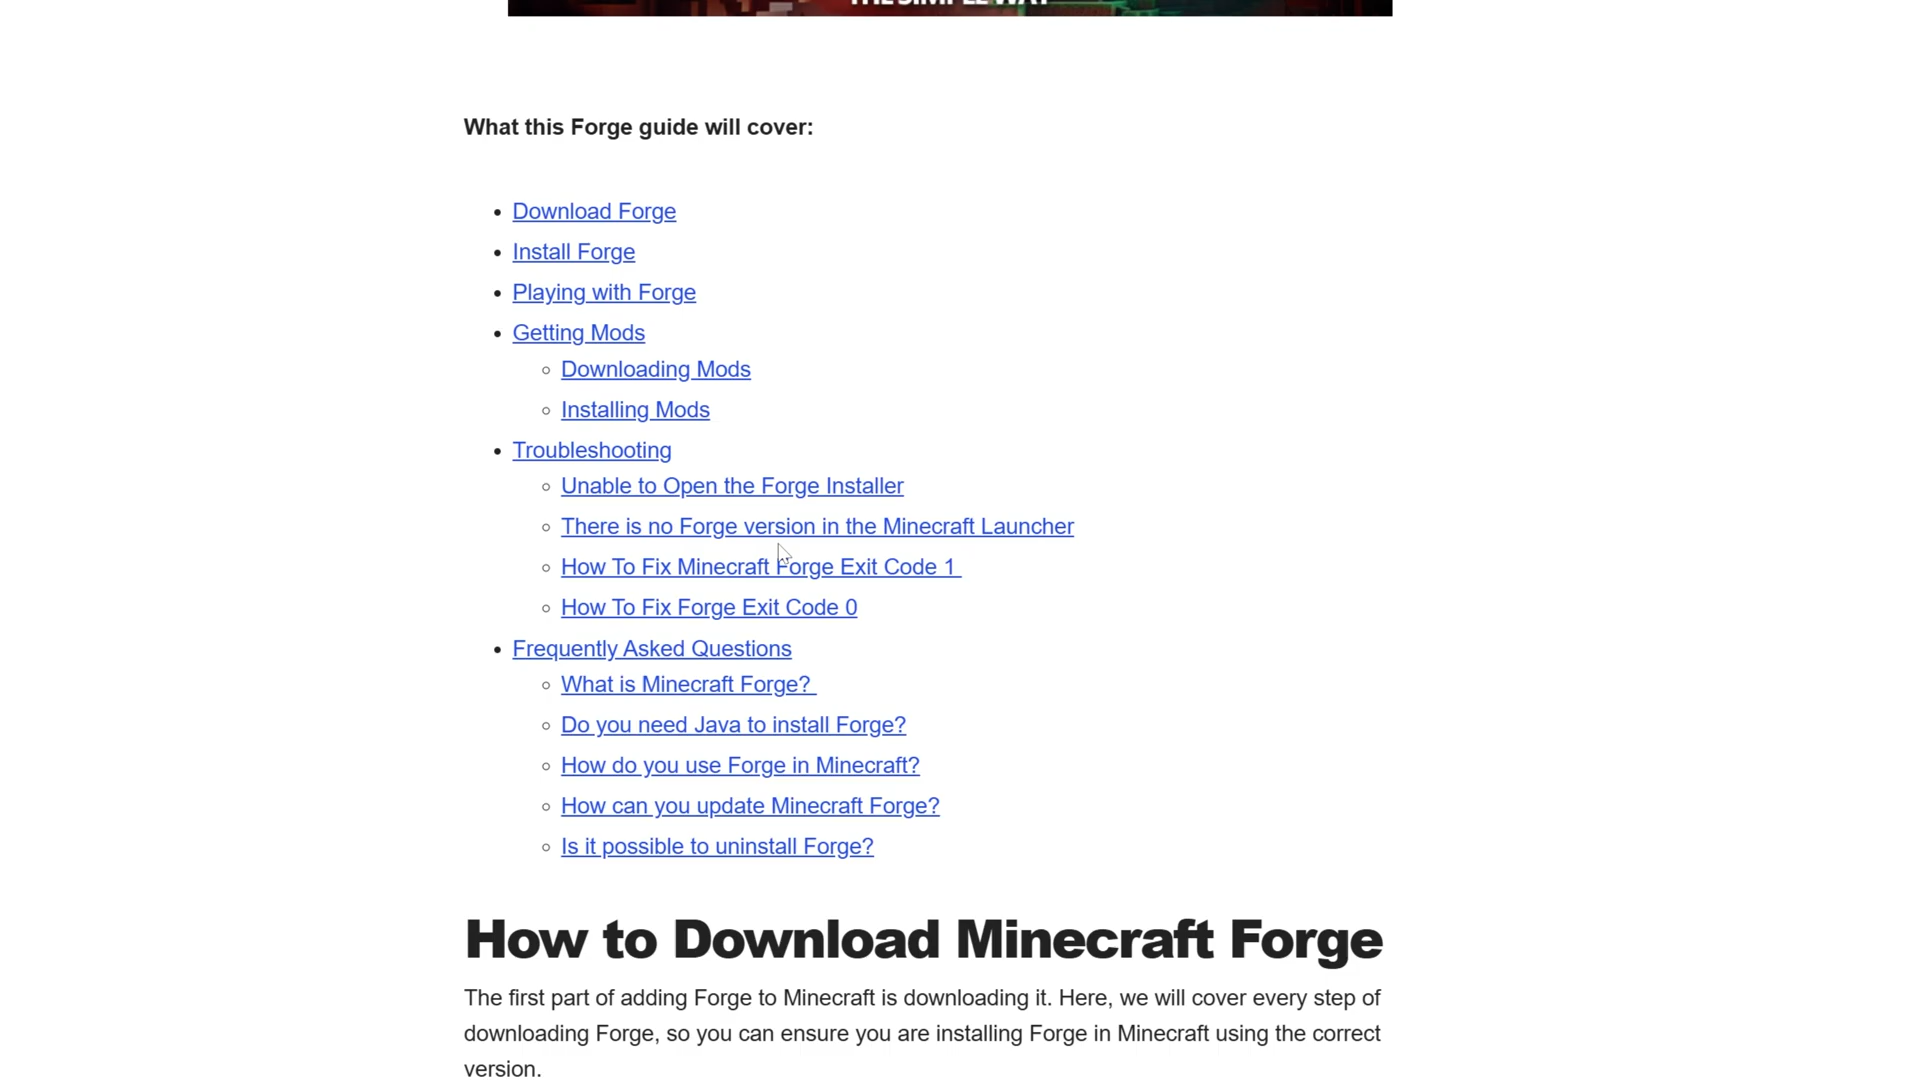 THE SIMPLE WAY
What this Forge guide will cover:
Download Forge
Install Forge
Playing with Forge
Getting Mods
Downloading Mods
Installing Mods
Troubleshooting
Unable to Open the Forge Installer
There is no Forge version in the Minecraft Launcher
How To Fix Minecraft Forge Exit Code 1
How To Fix Forge Exit Code 0
Frequently Asked Questions
What is Minecraft Forge?
Do you need Java to install Forge?
How do you use Forge in Minecraft?
How can you update Minecraft Forge?
Is it possible to uninstall Forge?
How to Download Minecraft Forge
The first part of adding Forge to Minecraft is downloading it. Here, we will cover every step of
downloading Forge, so you can ensure you are installing Forge in Minecraft using the correct
version.